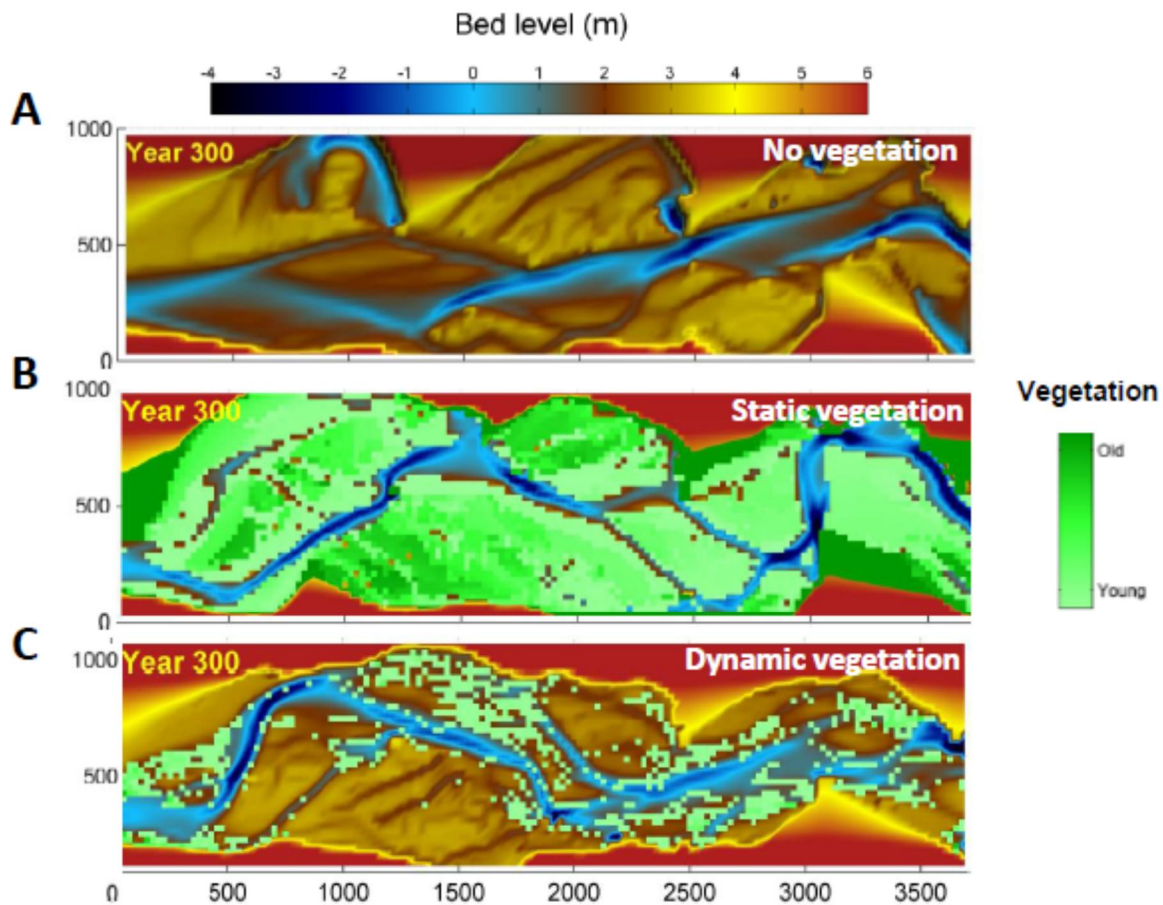 Bed level (m)
-4 -3 -2 -1 0 1 2 3 4 5 6
A
1000
Year 300
No vegetation
500
0
B
1000
Year 300
Static vegetation
500
0
Vegetation
Old
Young
C
1000
Year 300
Dynamic vegetation
500
0 500 1000 1500 2000 2500 3000 3500